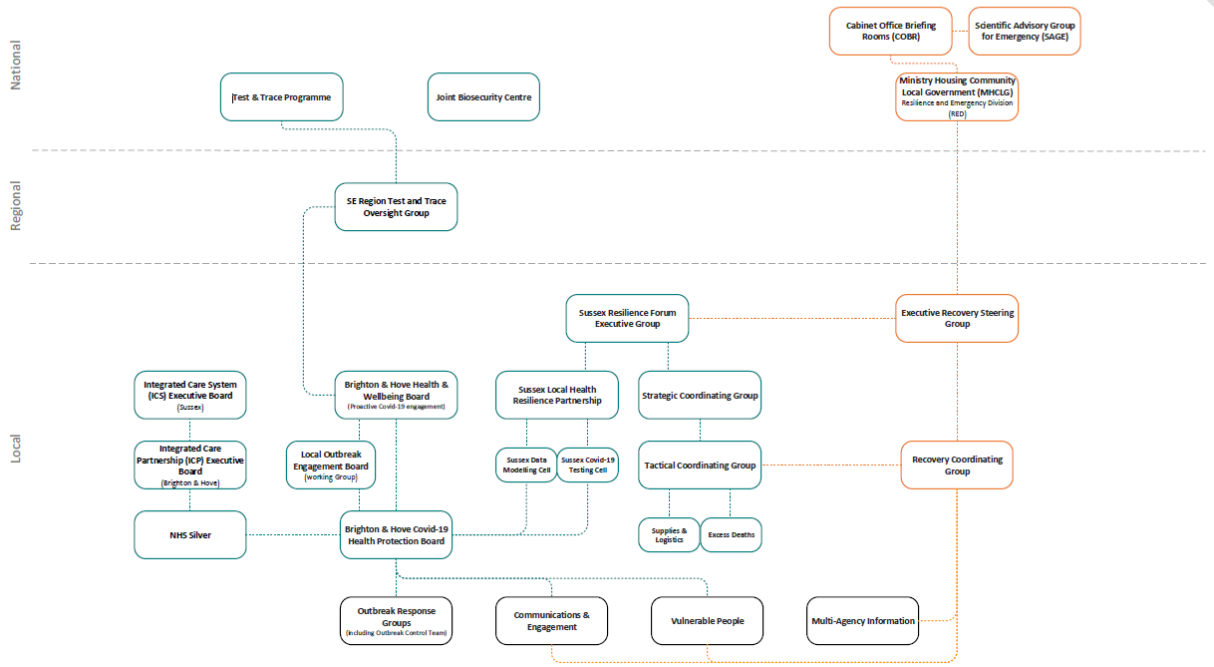 National
Cabinet Office Briefing
Rooms (COBR)
Scientific Advisory Group
for Emergency (SAGE)
Test & Trace Programme
Joint Biosecurity Centre
Ministry Housing Community
Local Government (MHCLG)
Resilience and Emergency Division
(RED)
Regional
SE Region Test and Trace
Oversight Group
Local
Sussex Resilience Forum
Executive Group
Executive Recovery Steering
Group
Integrated Care System
(ICS) Executive Board
(Sussex)
Brighton & Hove Health &
Wellbeing Board
(Proactive Covid-19 engagement)
Sussex Local Health
Resilience Partnership
Strategic Coordinating Group
Integrated Care
Partnership (ICP) Executive
Board
(Brighton & Hove)
Local Outbreak
Engagement Board
(working Group)
Sussex Data
Modelling Cell
Sussex Covid-19
Testing Cell
Tactical Coordinating Group
Recovery Coordinating
Group
NHS Silver
Brighton & Hove Covid-19
Health Protection Board
Supplies &
Logistics
Excess Deaths
Outbreak Response
Groups
(including Outbreak Control Team)
Communications &
Engagement
Vulnerable People
Multi-Agency Information